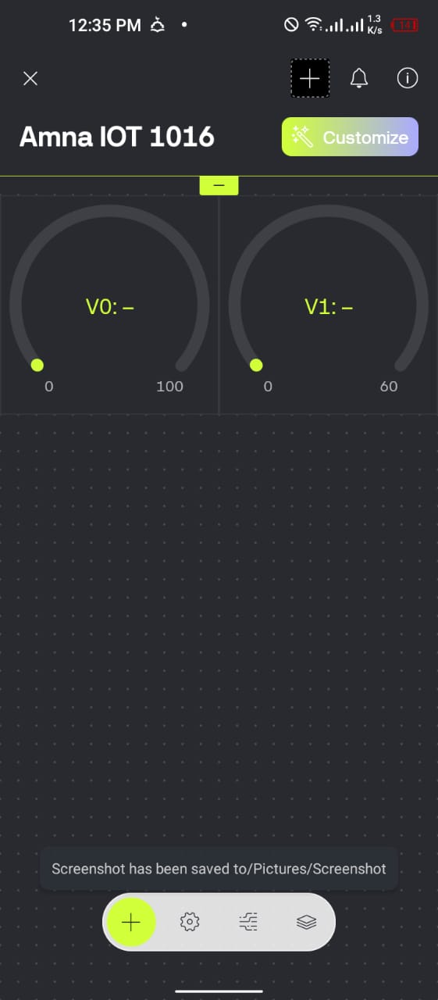 12:35 PM
1.3
K/s
14
Amna IOT 1016
Customize
V0: –
V1: –
0
100
0
60
Screenshot has been saved to/Pictures/Screenshot